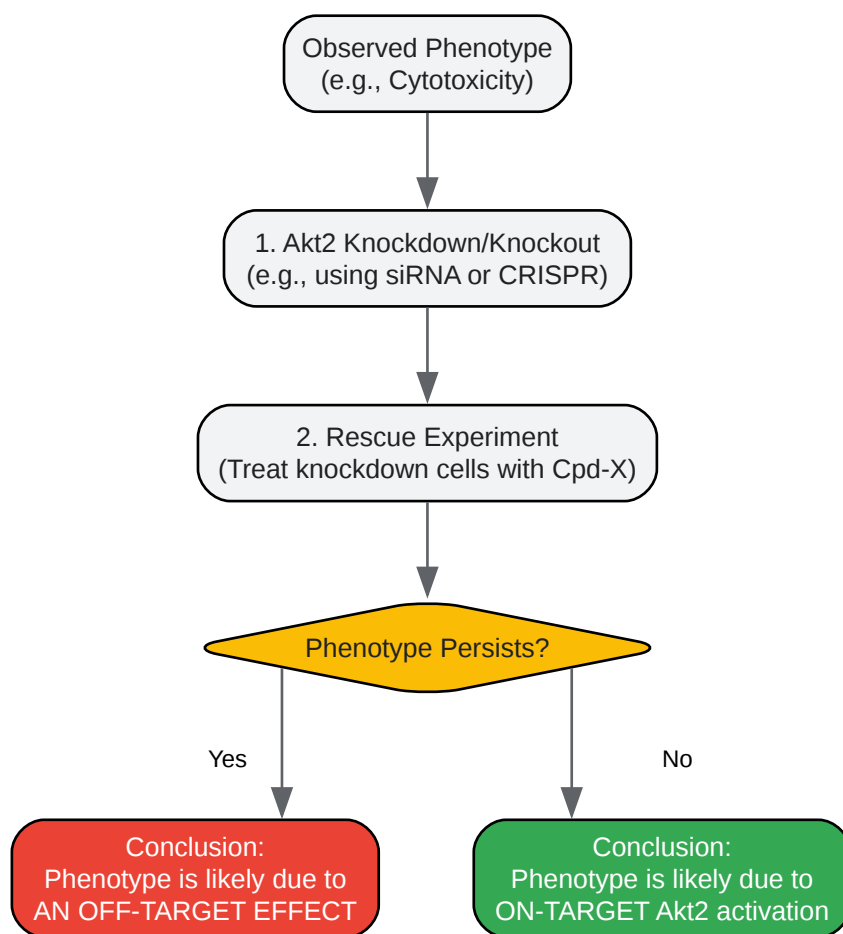 Observed Phenotype
(e.g., Cytotoxicity)
1. Akt2 Knockdown/Knockout
(e.g., using siRNA or CRISPR)
2. Rescue Experiment
(Treat knockdown cells with Cpd-X)
Phenotype Persists?
Yes
No
Conclusion:
Phenotype is likely due to
AN OFF-TARGET EFFECT
Conclusion:
Phenotype is likely due to
ON-TARGET Akt2 activation